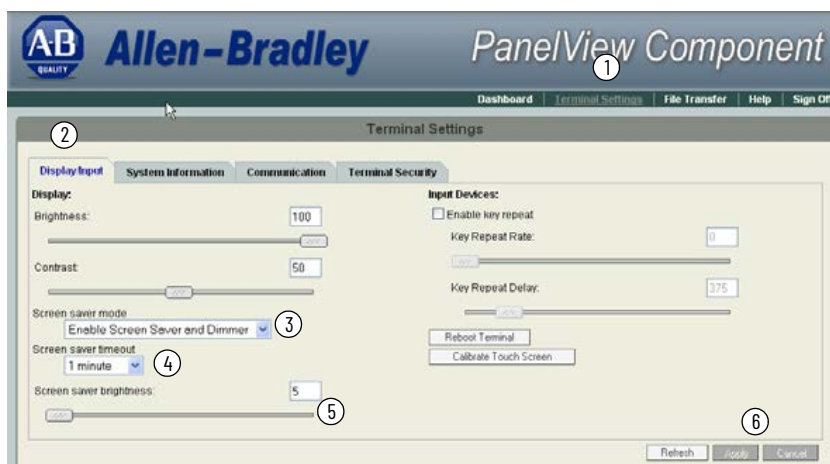 AB
QUALITY
Allen-Bradley
PanelView Component
1
Dashboard | Terminal Settings | File Transfer | Help | Sign Of
2
Terminal Settings
Display/Input System Information Communication Terminal Security
Display:
Brightness: 100
Contrast: 50
Screen saver mode
Enable Screen Saver and Dimmer 3
Screen saver timeout
1 minute 4
Screen saver brightness: 5
5
Input Devices:
Enable key repeat
Key Repeat Rate: 0
Key Repeat Delay: 375
Reboot Terminal
Calibrate Touch Screen
6
Refresh Apply Cancel